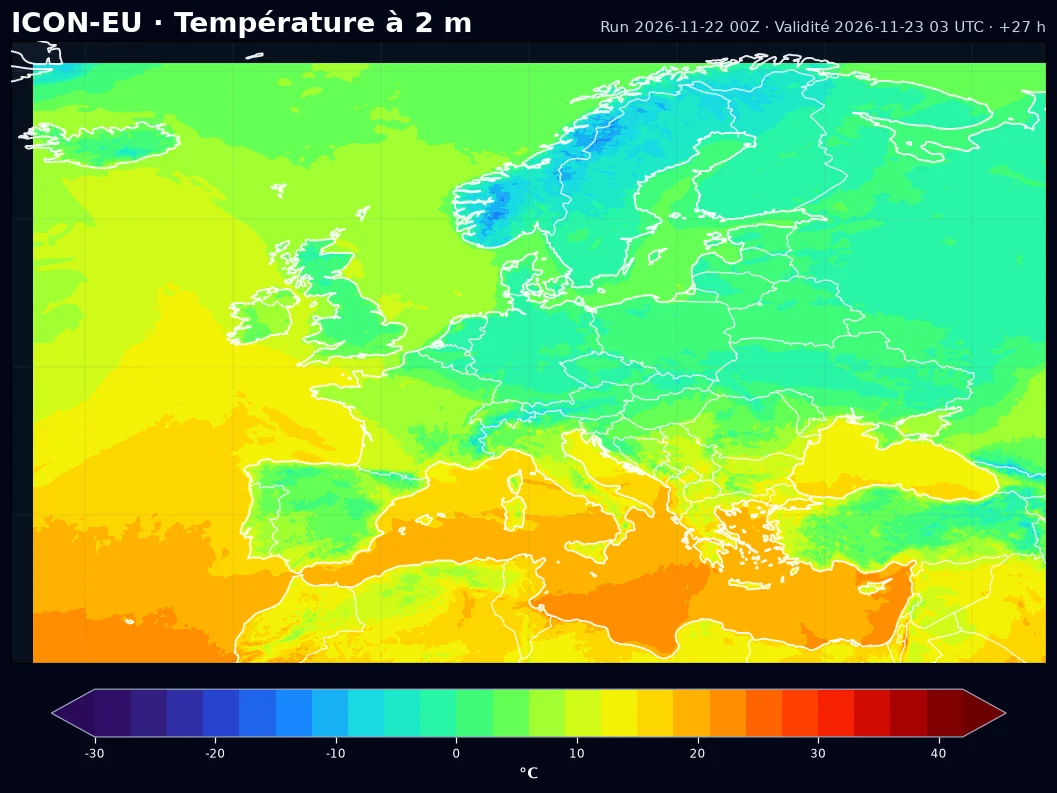 ICON-EU · Température à 2 m
Run 2026-11-22 00Z · Validité 2026-11-23 03 UTC · +27 h
-30 -20 -10 0 10 20 30 40
°C